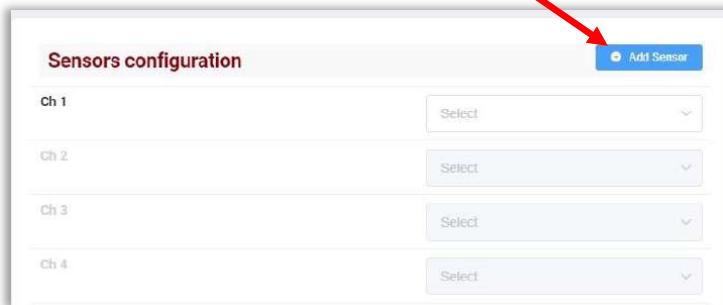 Sensors configuration
Add Sensor
Ch 1
Select
Ch 2
Select
Ch 3
Select
Ch 4
Select